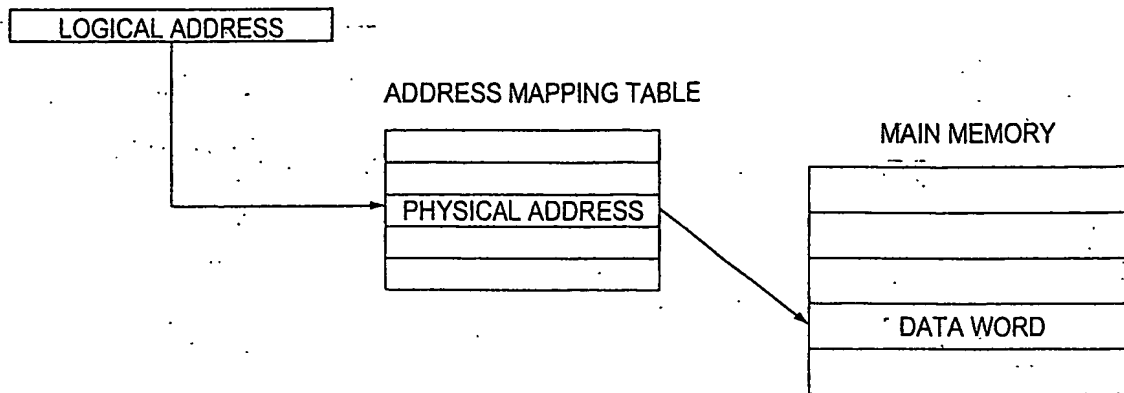 LOGICAL ADDRESS
ADDRESS MAPPING TABLE
MAIN MEMORY
PHYSICAL ADDRESS
DATA WORD